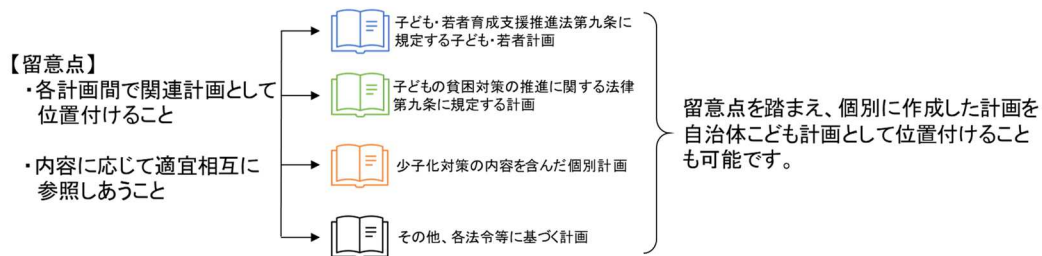 【留意点】
・各計画間で関連計画として
位置付けること
・内容に応じて適宜相互に
参照しあうこと
子ども・若者育成支援推進法第九条に
規定する子ども・若者計画
子どもの貧困対策の推進に関する法律
第九条に規定する計画
少子化対策の内容を含んだ個別計画
その他、各法令等に基づく計画
留意点を踏まえ、個別に作成した計画を
自治体こども計画として位置付けること
も可能です。